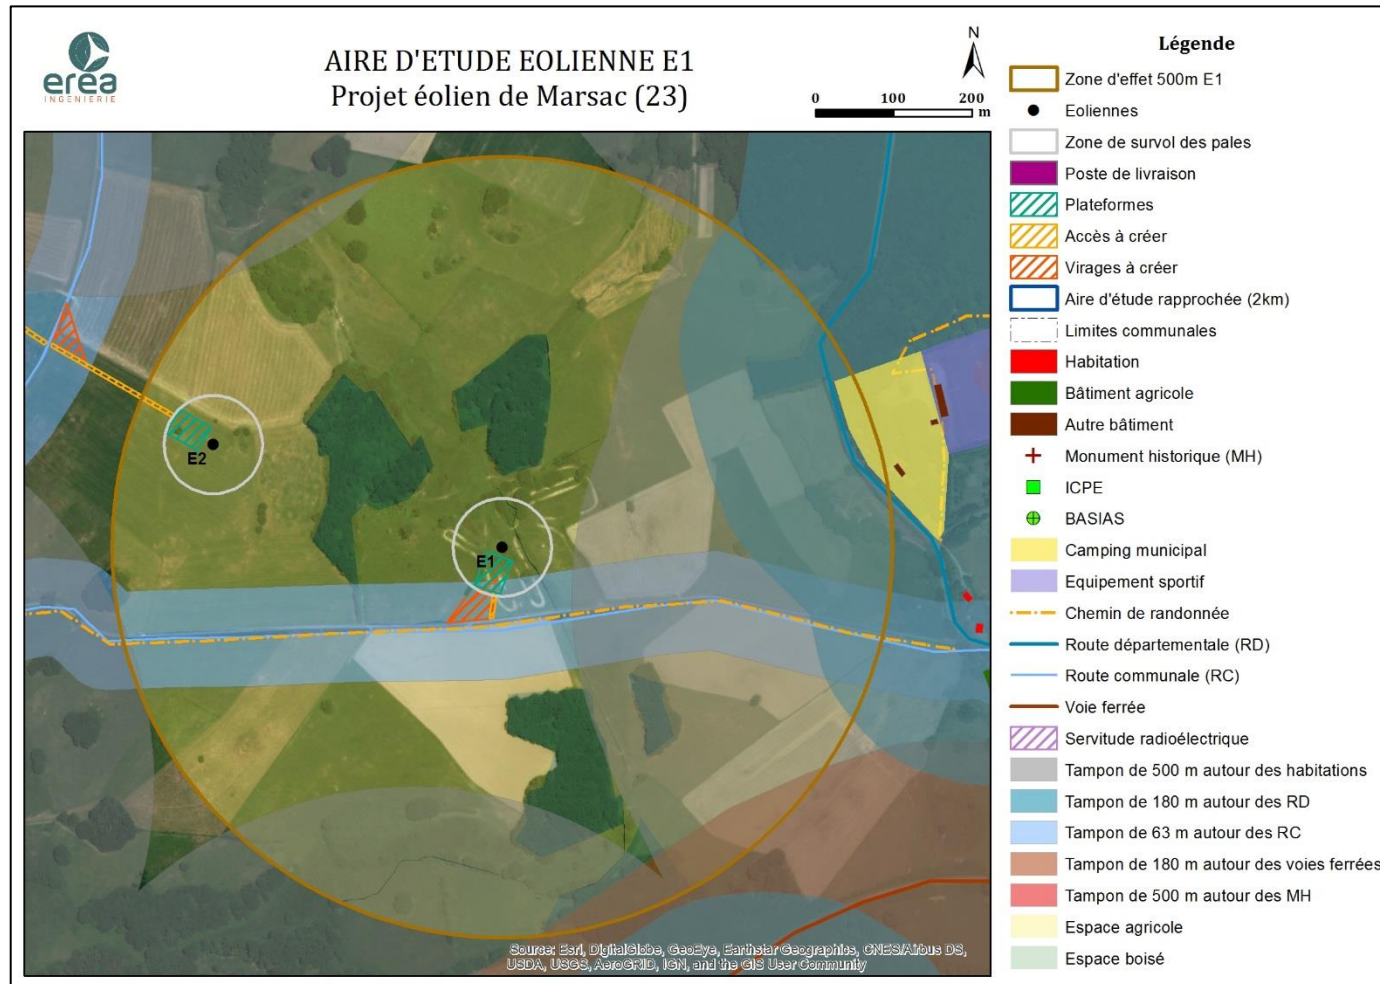 erea
INGENIERIE
AIRE D'ETUDE EOLIENNE E1
Projet éolien de Marsac (23)
N
0 100 200
m
E2
E1
Source: Esri, DigitalGlobe, GeoEye, Earthstar Geographics, CNES/Airbus DS,
USDA, USGS, AeroGRID, IGN, and the GIS User Community
Légende
Zone d'effet 500m E1
Eoliennes
Zone de survol des pales
Poste de livraison
Plateformes
Accès à créer
Virages à créer
Aire d'étude rapprochée (2km)
Limites communales
Habitation
Bâtiment agricole
Autre bâtiment
Monument historique (MH)
ICPE
BASIAS
Camping municipal
Equipement sportif
Chemin de randonnée
Route départementale (RD)
Route communale (RC)
Voie ferrée
Servitude radioélectrique
Tampon de 500 m autour des habitations
Tampon de 180 m autour des RD
Tampon de 63 m autour des RC
Tampon de 180 m autour des voies ferrées
Tampon de 500 m autour des MH
Espace agricole
Espace boisé